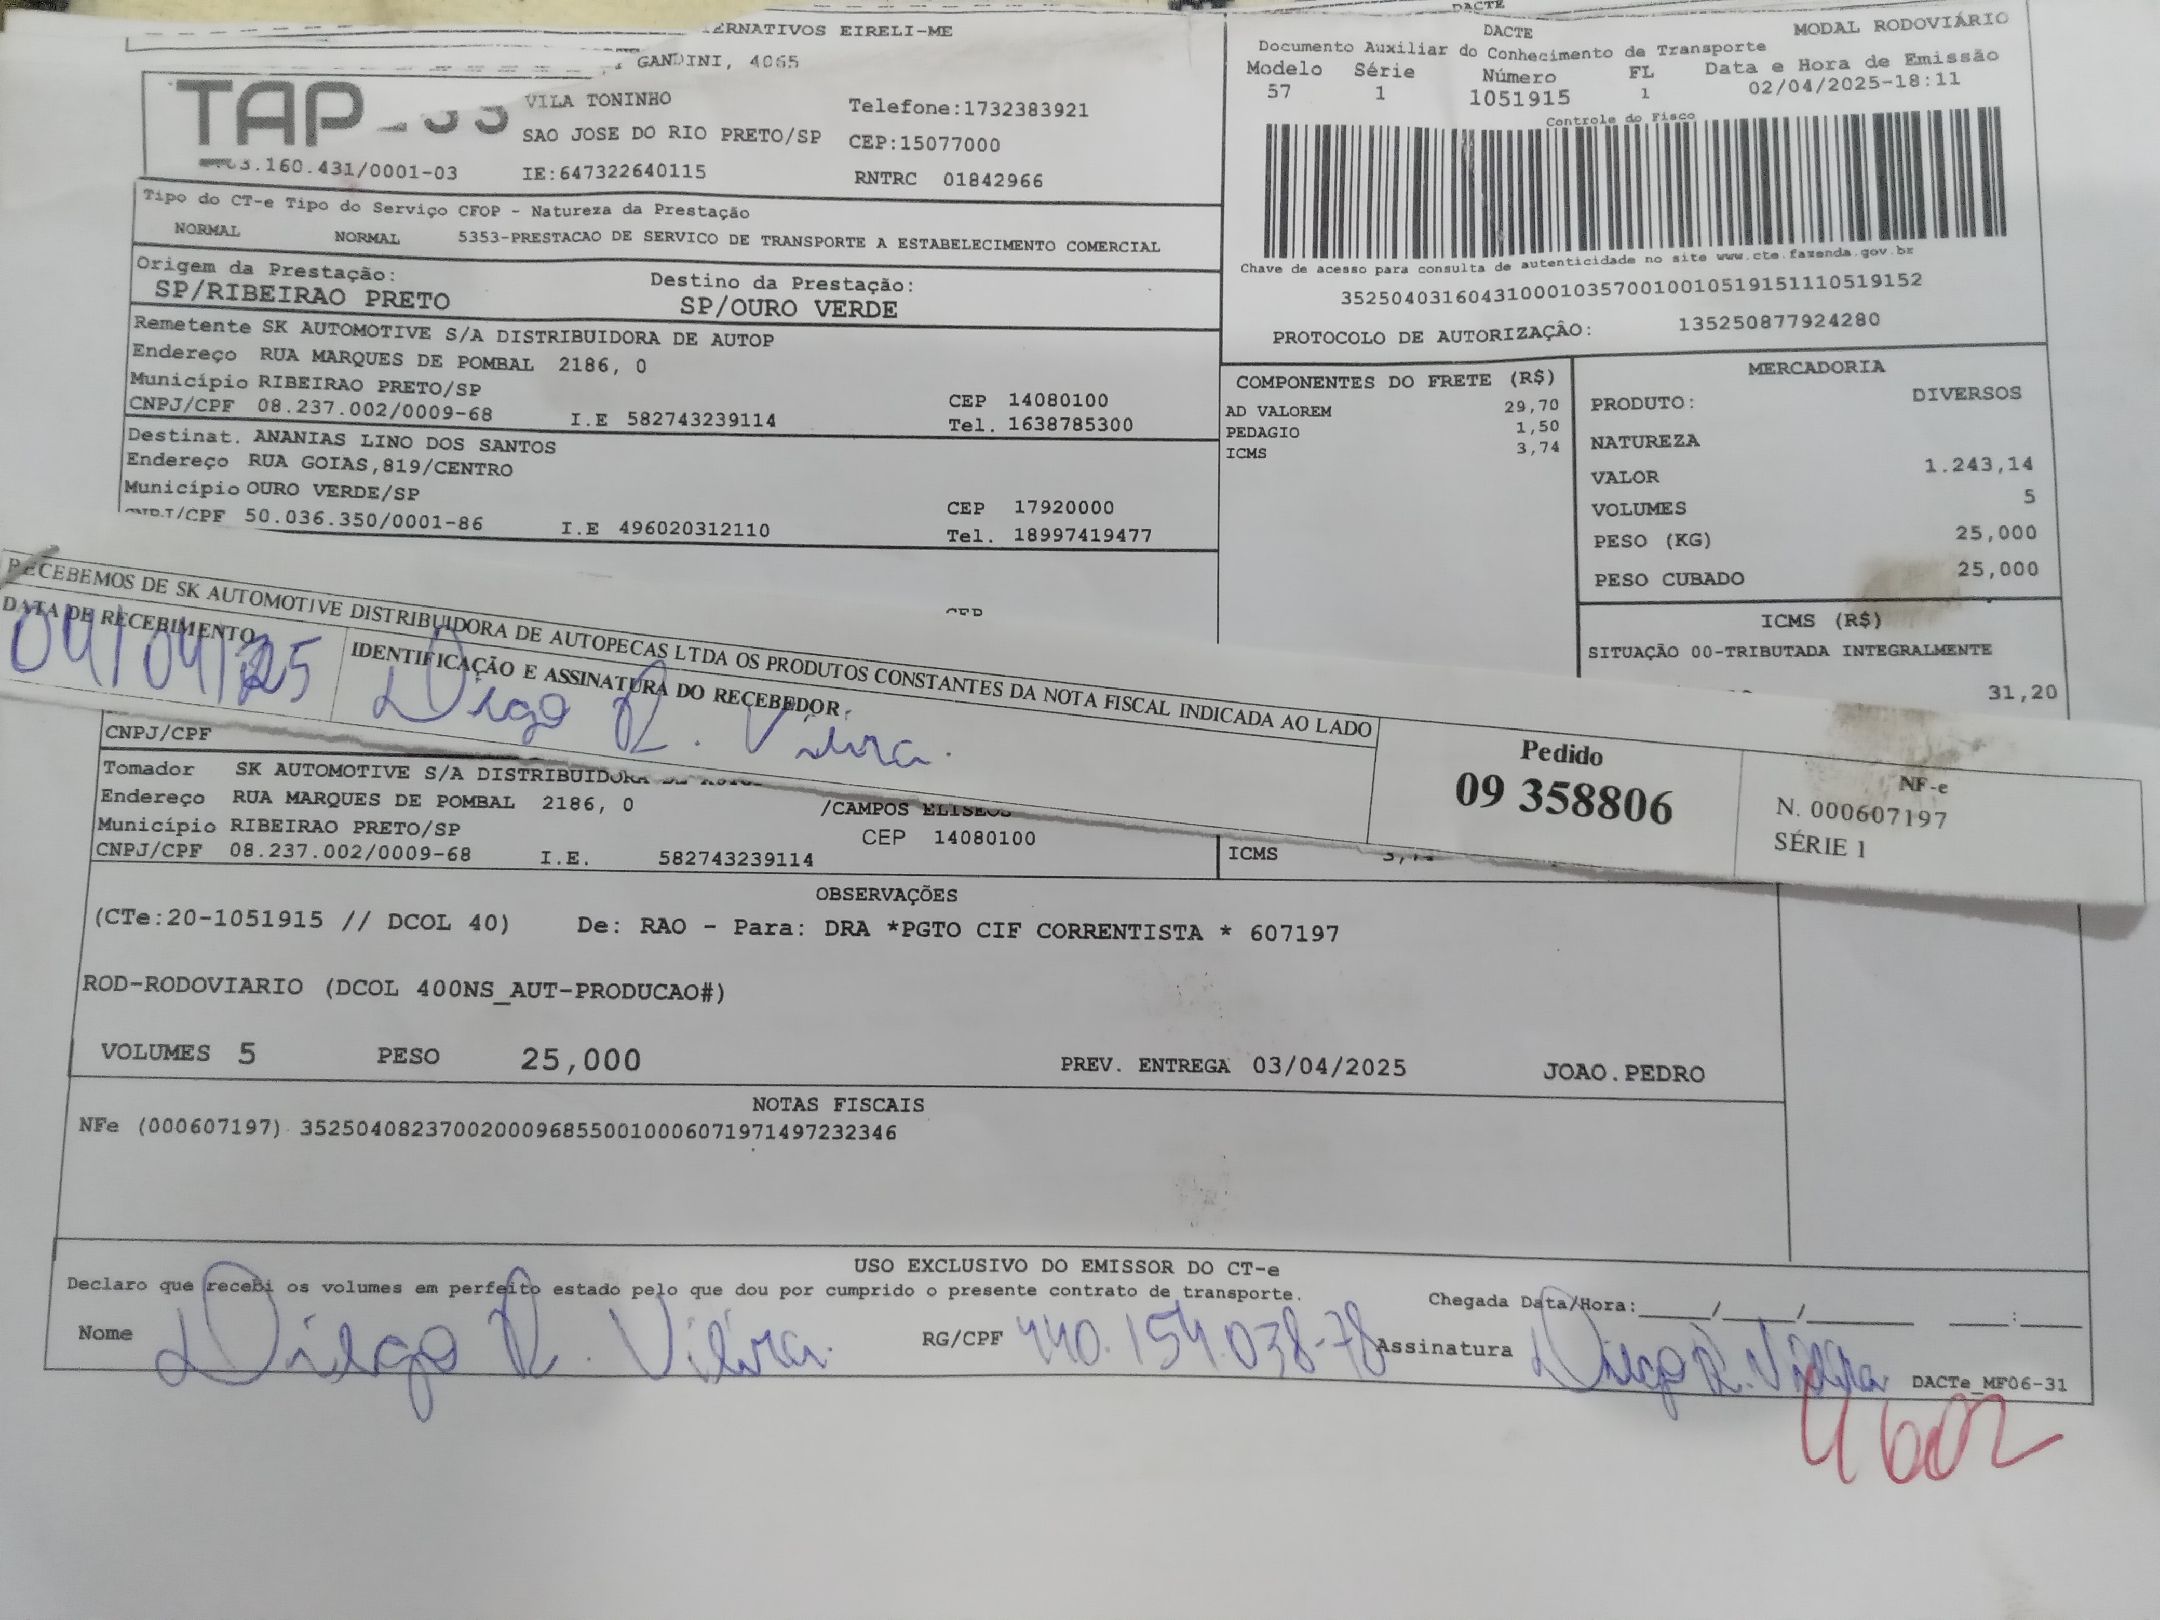 DACTE
ERNATIVOS EIRELI-ME
GANDINI, 4065
TAP
VILA TONINHO
Telefone:1732383921
SAO JOSE DO RIO PRETO/SP
CEP:15077000
3.160.431/0001-03
IE:647322640115
RNTRC 01842966
DACTE
MODAL RODOVIÁRIO
Documento Auxiliar do Conhecimento de Transporte
Modelo Série Número FL Data e Hora de Emissão
57 1 1051915 1 02/04/2025-18:11
Controle do Fisco
Chave de acesso para consulta de autenticidade no site www.cte.fazenda.gov.br
35250403160431000103570010010519151110519152
PROTOCOLO DE AUTORIZAÇÃO: 135250877924280
Tipo do CT-e Tipo do Serviço CFOP - Natureza da Prestação
NORMAL NORMAL 5353-PRESTACAO DE SERVICO DE TRANSPORTE A ESTABELECIMENTO COMERCIAL
Origem da Prestação: Destino da Prestação:
SP/RIBEIRAO PRETO SP/OURO VERDE
Remetente SK AUTOMOTIVE S/A DISTRIBUIDORA DE AUTOP
Endereço RUA MARQUES DE POMBAL 2186, 0
Município RIBEIRAO PRETO/SP CEP 14080100
CNPJ/CPF 08.237.002/0009-68 I.E 582743239114 Tel. 1638785300
Destinat. ANANIAS LINO DOS SANTOS
Endereço RUA GOIAS,819/CENTRO
Município OURO VERDE/SP CEP 17920000
CNPJ/CPF 50.036.350/0001-86 I.E 496020312110 Tel. 18997419477
CEP
COMPONENTES DO FRETE (R$)
AD VALOREM 29,70
PEDAGIO 1,50
ICMS 3,74
MERCADORIA
PRODUTO: DIVERSOS
NATUREZA
VALOR 1.243,14
VOLUMES 5
PESO (KG) 25,000
PESO CUBADO 25,000
ICMS (R$)
SITUAÇÃO 00-TRIBUTADA INTEGRALMENTE
31,20
RECEBEMOS DE SK AUTOMOTIVE DISTRIBUIDORA DE AUTOPECAS LTDA OS PRODUTOS CONSTANTES DA NOTA FISCAL INDICADA AO LADO
DATA DE RECEBIMENTO
04/04/25
IDENTIFICAÇÃO E ASSINATURA DO RECEBEDOR
Diego R. Vieira.
Pedido
09 358806
NF-e
N. 000607197
SÉRIE 1
CNPJ/CPF
Tomador SK AUTOMOTIVE S/A DISTRIBUIDORA
Endereço RUA MARQUES DE POMBAL 2186, 0 /CAMPOS ELISEOS
Município RIBEIRAO PRETO/SP CEP 14080100
CNPJ/CPF 08.237.002/0009-68 I.E. 582743239114
ICMS
OBSERVAÇÕES
(CTe:20-1051915 // DCOL 40) De: RAO - Para: DRA *PGTO CIF CORRENTISTA * 607197
ROD-RODOVIARIO (DCOL 400NS_AUT-PRODUCAO#)
VOLUMES 5 PESO 25,000 PREV. ENTREGA 03/04/2025 JOAO.PEDRO
NOTAS FISCAIS
NFe (000607197) 35250408237002000968550010006071971497232346
USO EXCLUSIVO DO EMISSOR DO CT-e
Declaro que recebi os volumes em perfeito estado pelo que dou por cumprido o presente contrato de transporte.
Chegada Data/Hora:____/____/______ ___:___
Nome Diego R. Vieira. RG/CPF 440.154.038-78 Assinatura Diego R. Vieira DACTe_MF06-31
4602